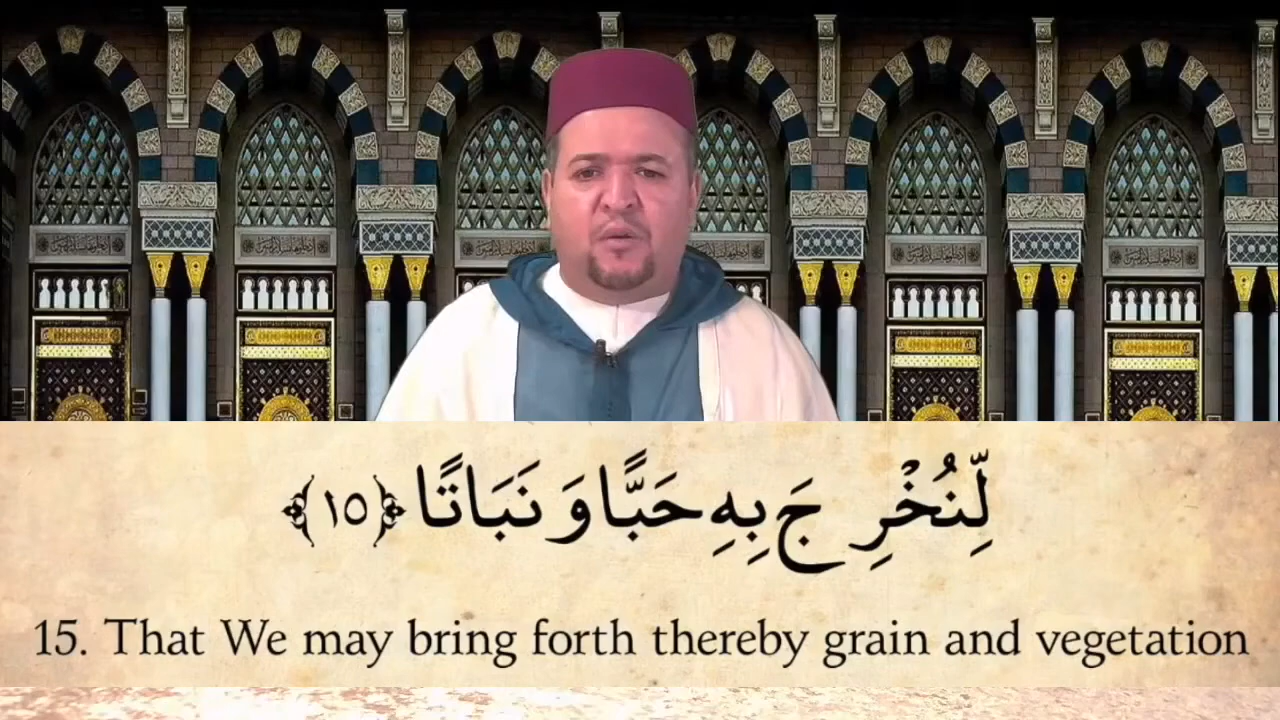 لِّنُخْرِجَ بِهِ حَبًّا وَنَبَاتًا ﴿١٥﴾
15. That We may bring forth thereby grain and vegetation